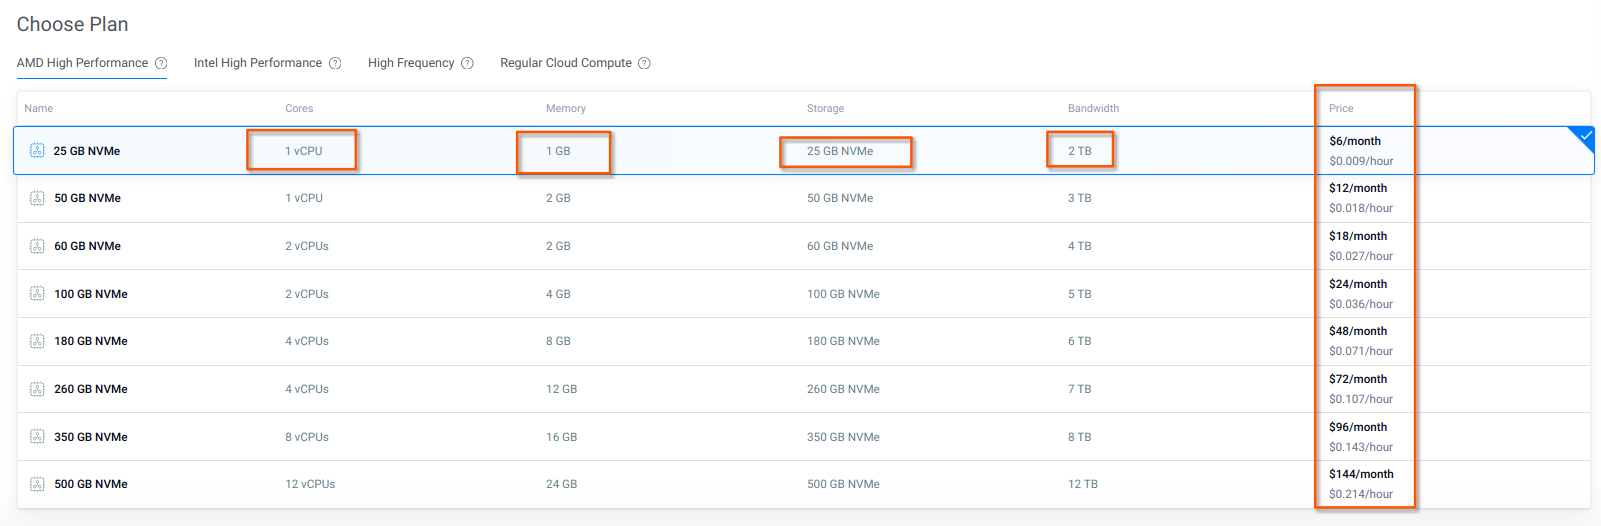 Choose Plan
AMD High Performance ? Intel High Performance ? High Frequency ? Regular Cloud Compute ?
Name Cores Memory Storage Bandwidth Price
25 GB NVMe 1 vCPU 1 GB 25 GB NVMe 2 TB $6/month
$0.009/hour
50 GB NVMe 1 vCPU 2 GB 50 GB NVMe 3 TB $12/month
$0.018/hour
60 GB NVMe 2 vCPUs 2 GB 60 GB NVMe 4 TB $18/month
$0.027/hour
100 GB NVMe 2 vCPUs 4 GB 100 GB NVMe 5 TB $24/month
$0.036/hour
180 GB NVMe 4 vCPUs 8 GB 180 GB NVMe 6 TB $48/month
$0.071/hour
260 GB NVMe 4 vCPUs 12 GB 260 GB NVMe 7 TB $72/month
$0.107/hour
350 GB NVMe 8 vCPUs 16 GB 350 GB NVMe 8 TB $96/month
$0.143/hour
500 GB NVMe 12 vCPUs 24 GB 500 GB NVMe 12 TB $144/month
$0.214/hour